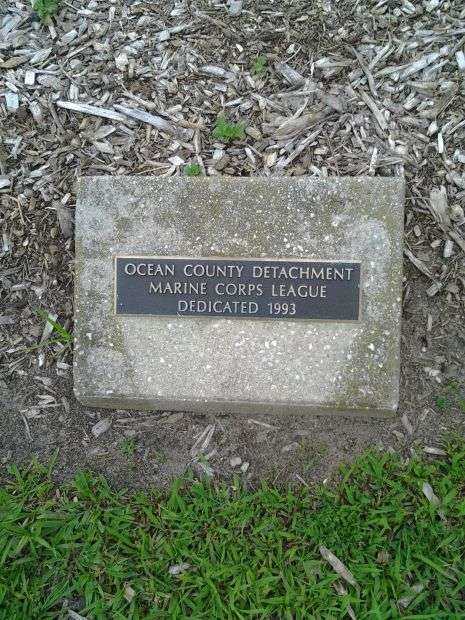 OCEAN COUNTY DETACHMENT
MARINE CORPS LEAGUE
DEDICATED 1993